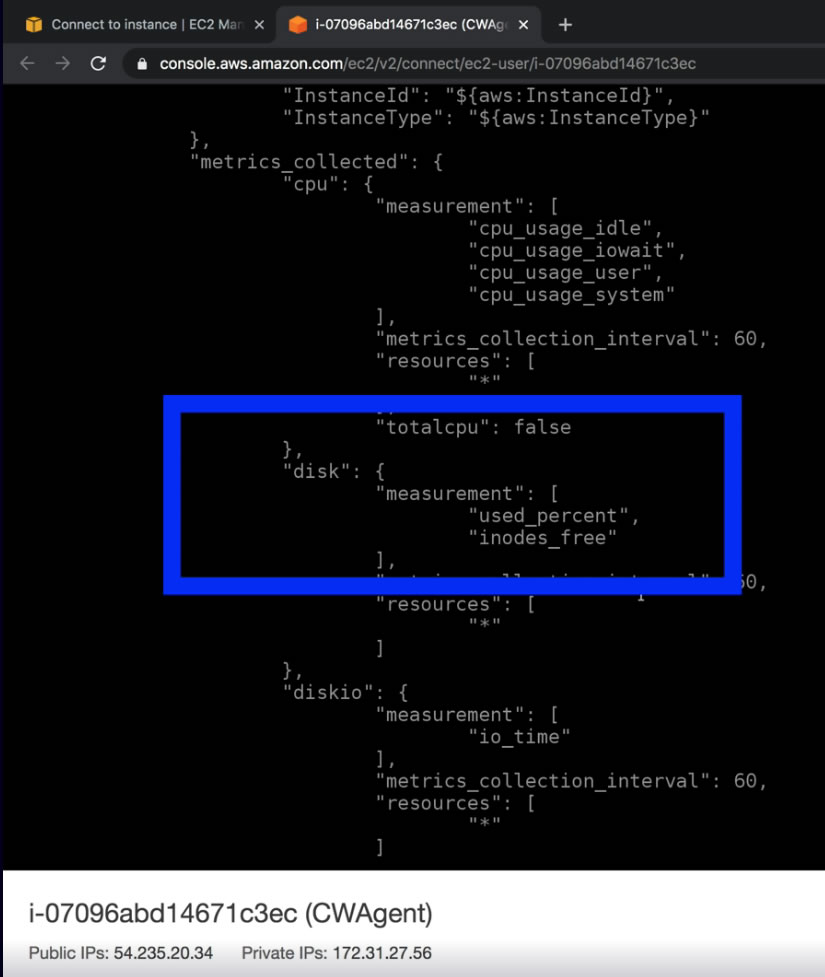 Connect to instance | EC2 Man
i-07096abd14671c3ec (CWAge
console.aws.amazon.com/ec2/v2/connect/ec2-user/i-07096abd14671c3ec
"InstanceId": "${aws:InstanceId}",
"InstanceType": "${aws:InstanceType}"
},
"metrics_collected": {
"cpu": {
"measurement": [
"cpu_usage_idle",
"cpu_usage_iowait",
"cpu_usage_user",
"cpu_usage_system"
],
"metrics_collection_interval": 60,
"resources": [
"*"
"totalcpu": false
},
"disk": {
"measurement": [
"used_percent",
"inodes_free"
],
60,
"resources": [
"*"
]
},
"diskio": {
"measurement": [
"io_time"
],
"metrics_collection_interval": 60,
"resources": [
"*"
]
i-07096abd14671c3ec (CWAgent)
Public IPs: 54.235.20.34 Private IPs: 172.31.27.56